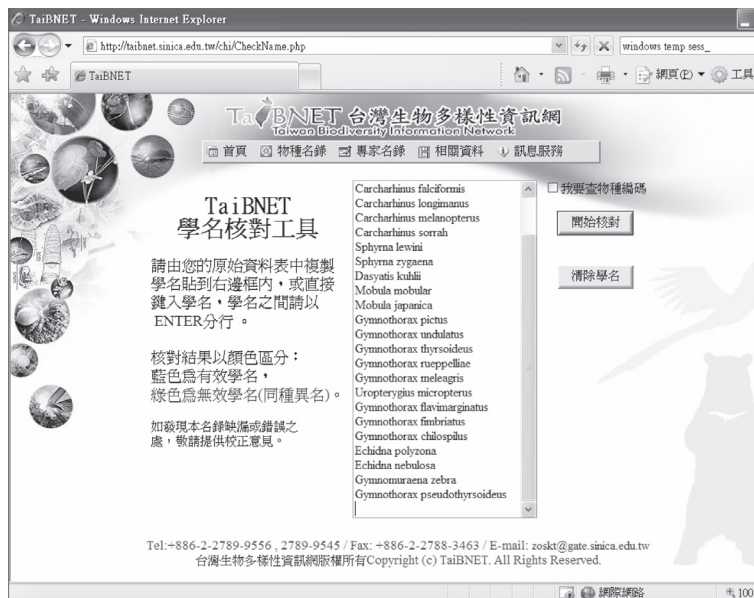 TaiBNET - Windows Internet Explorer
http://taibnet.sinica.edu.tw/chi/CheckName.php
windows temp sess_
TaiBNET
網頁(P)
工具
TaiBNET 台灣生物多樣性資訊網
Taiwan Biodiversity Information Network
首頁 物種名錄 專家名錄 相關資料 訊息服務
TaiBNET
學名核對工具
請由您的原始資料表中複製
學名貼到右邊框內，或直接
鍵入學名，學名之間請以
ENTER分行。
核對結果以顏色區分：
藍色為有效學名，
綠色為無效學名(同種異名)。
如發現本名錄缺漏或錯誤之
處，敬請提供校正意見。
Carcharhinus falciformis
Carcharhinus longimanus
Carcharhinus melanopterus
Carcharhinus sorrah
Sphyrna lewini
Sphyrna zygaena
Dasyatis kuhlii
Mobula mobular
Mobula japanica
Gymnothorax pictus
Gymnothorax undulatus
Gymnothorax thyrsoideus
Gymnothorax rueppelliae
Gymnothorax meleagris
Uropterygius micropterus
Gymnothorax flavimarginatus
Gymnothorax fimbriatus
Gymnothorax chilospilus
Echidna polyzona
Echidna nebulosa
Gymnomuraena zebra
Gymnothorax pseudothyrsoideus
我要查物種編碼
開始核對
清除學名
Tel:+886-2-2789-9556 , 2789-9545 / Fax: +886-2-2788-3463 / E-mail: zoskt@gate.sinica.edu.tw
台灣生物多樣性資訊網版權所有Copyright (c) TaiBNET. All Rights Reserved.
網際網路
100